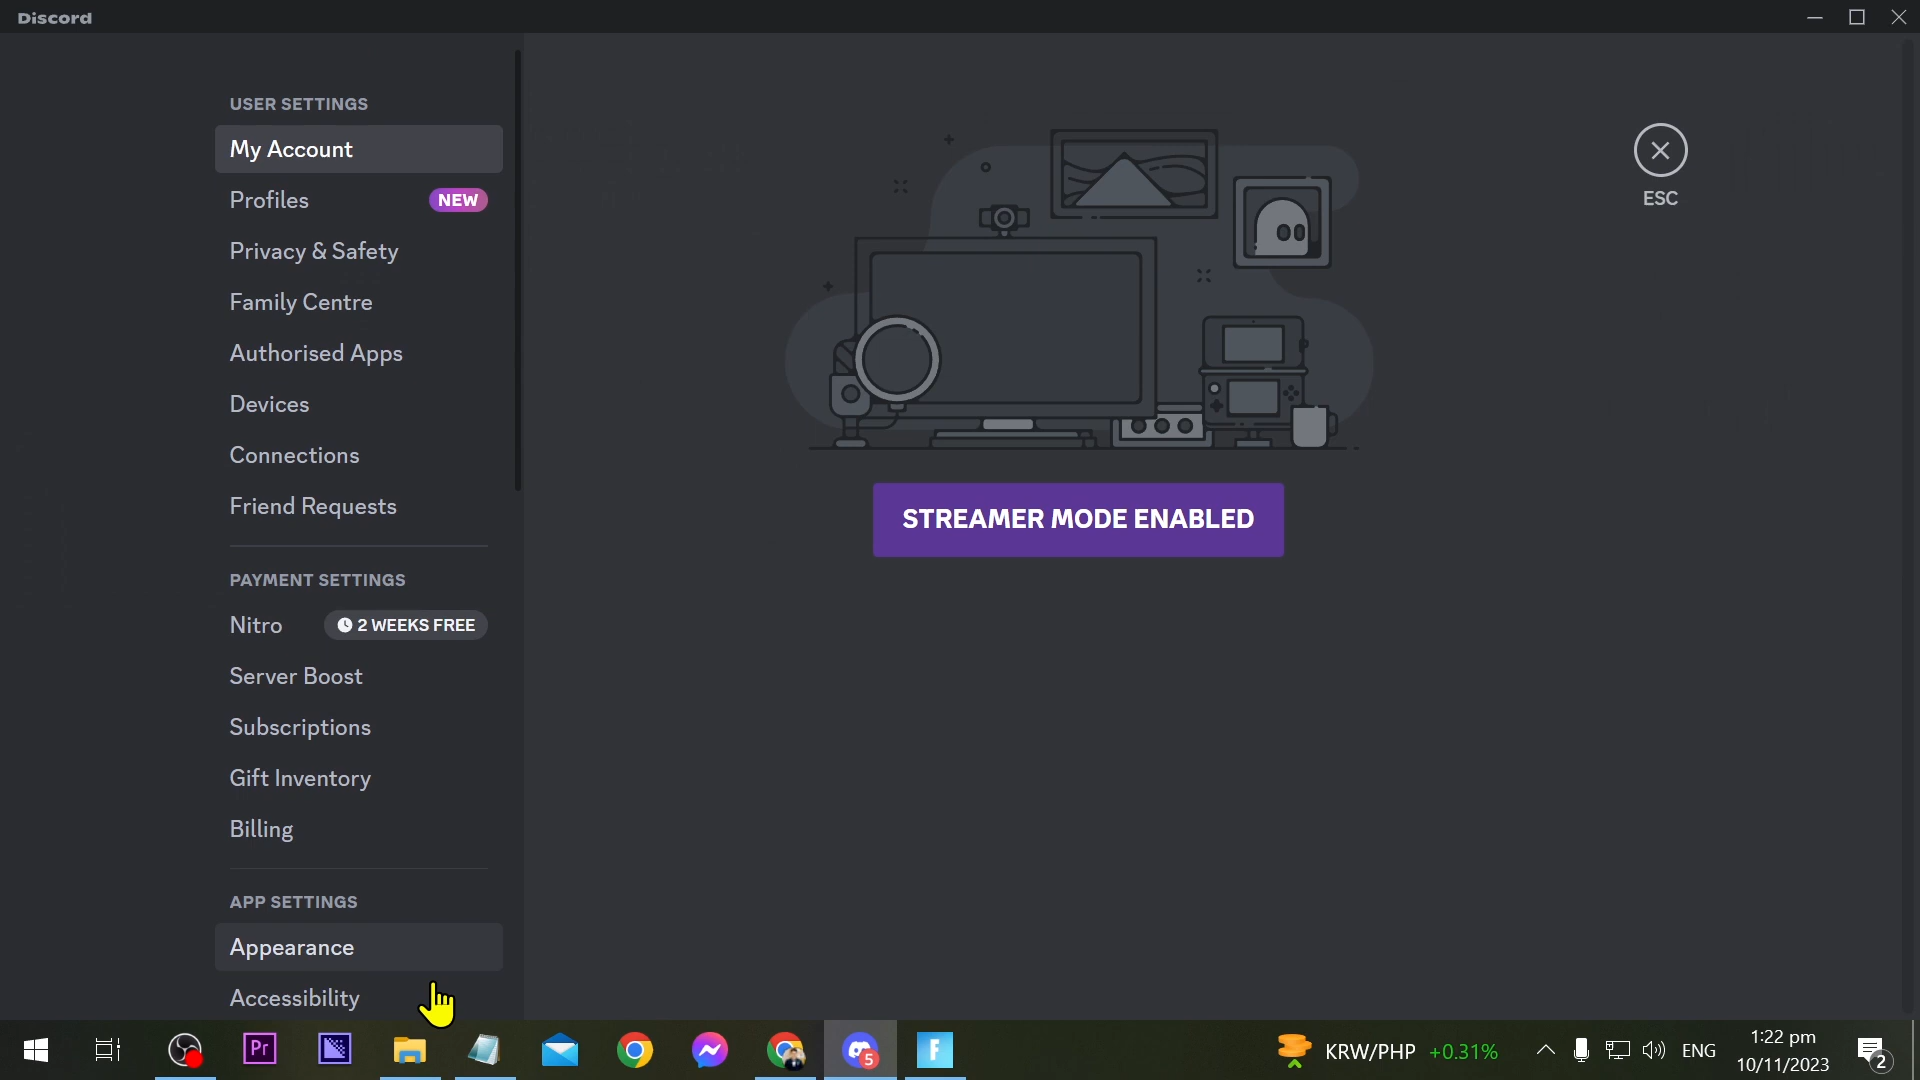 Discord
USER SETTINGS
My Account
Profiles NEW
Privacy & Safety
Family Centre
Authorised Apps
Devices
Connections
Friend Requests
PAYMENT SETTINGS
Nitro 2 WEEKS FREE
Server Boost
Subscriptions
Gift Inventory
Billing
APP SETTINGS
Appearance
Accessibility
ESC
STREAMER MODE ENABLED
Pr
5
F
KRW/PHP +0.31%
ENG
1:22 pm
10/11/2023
2